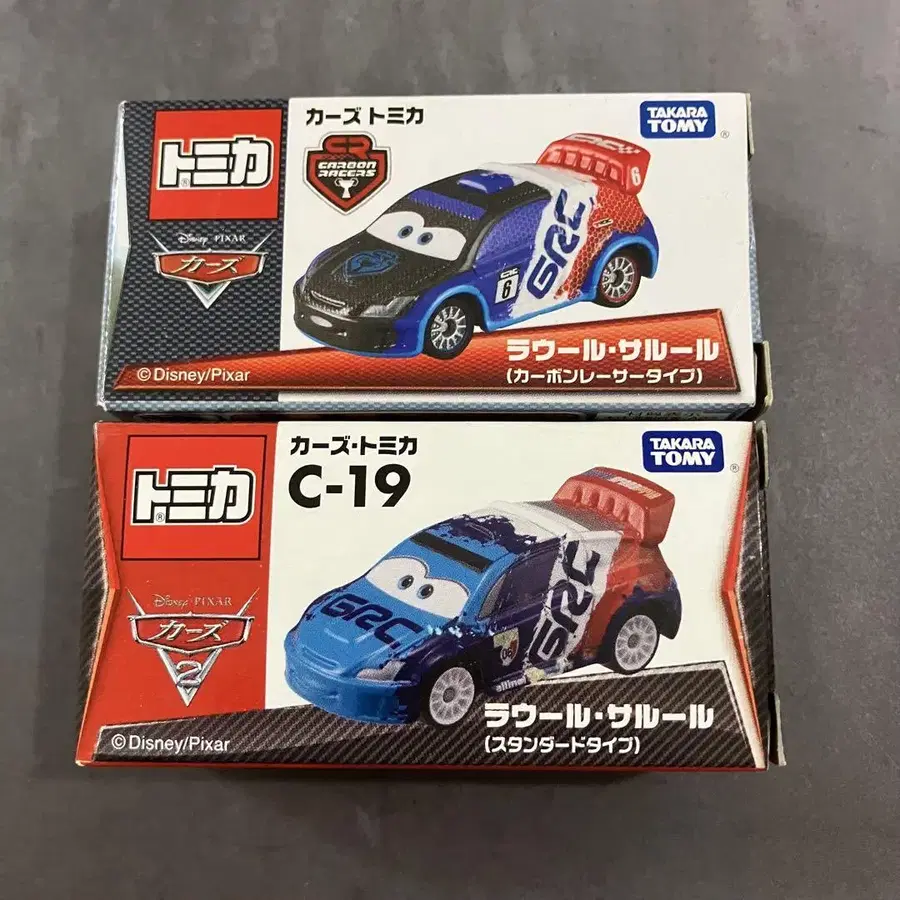 トミカ
カーズ トミカ
CR
CARBON
RACERS
TAKARA
TOMY
Disney PIXAR
カーズ
GRC
6
GRC
6
ラウール・サルール
(カーボンレーサータイプ)
©Disney/Pixar
トミカ
カーズ・トミカ
C-19
TAKARA
TOMY
Disney PIXAR
カーズ
2
GRC
GRC
06
ラウール・サルール
(スタンダードタイプ)
©Disney/Pixar